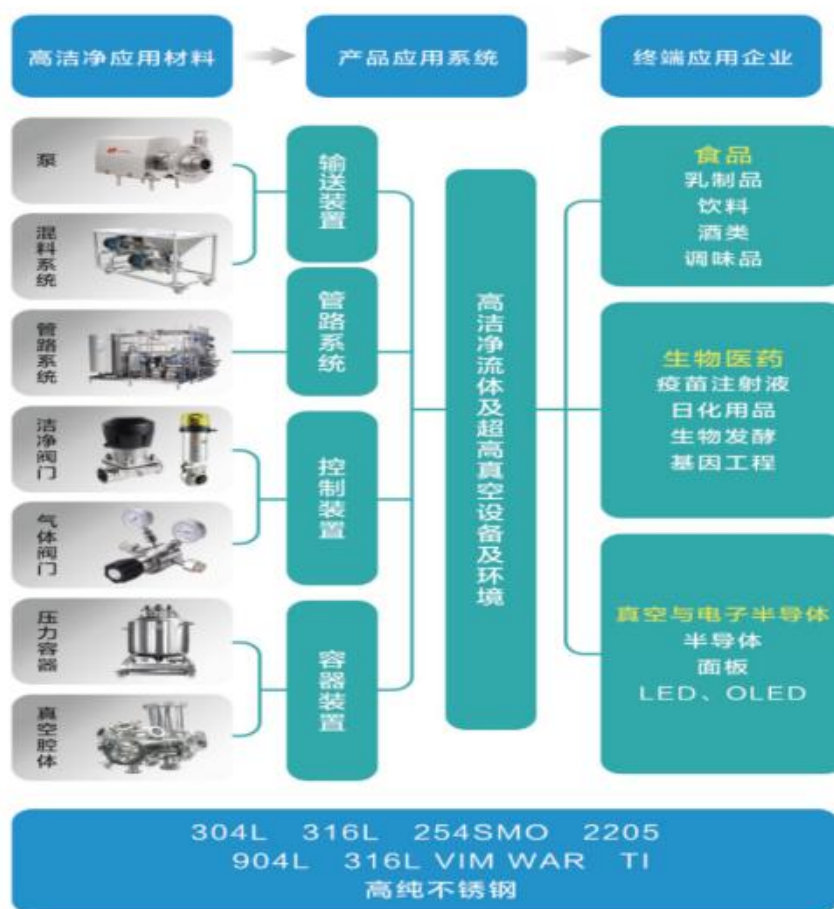 高洁净应用材料
产品应用系统
终端应用企业
泵
混料系统
管路系统
洁净阀门
气体阀门
压力容器
真空腔体
输送装置
管路系统
控制装置
容器装置
高洁净流体及超高真空设备及环境
食品
乳制品
饮料
酒类
调味品
生物医药
疫苗注射液
日化用品
生物发酵
基因工程
真空与电子半导体
半导体
面板
LED、OLED
304L 316L 254SMO 2205
904L 316L VIM WAR TI
高纯不锈钢